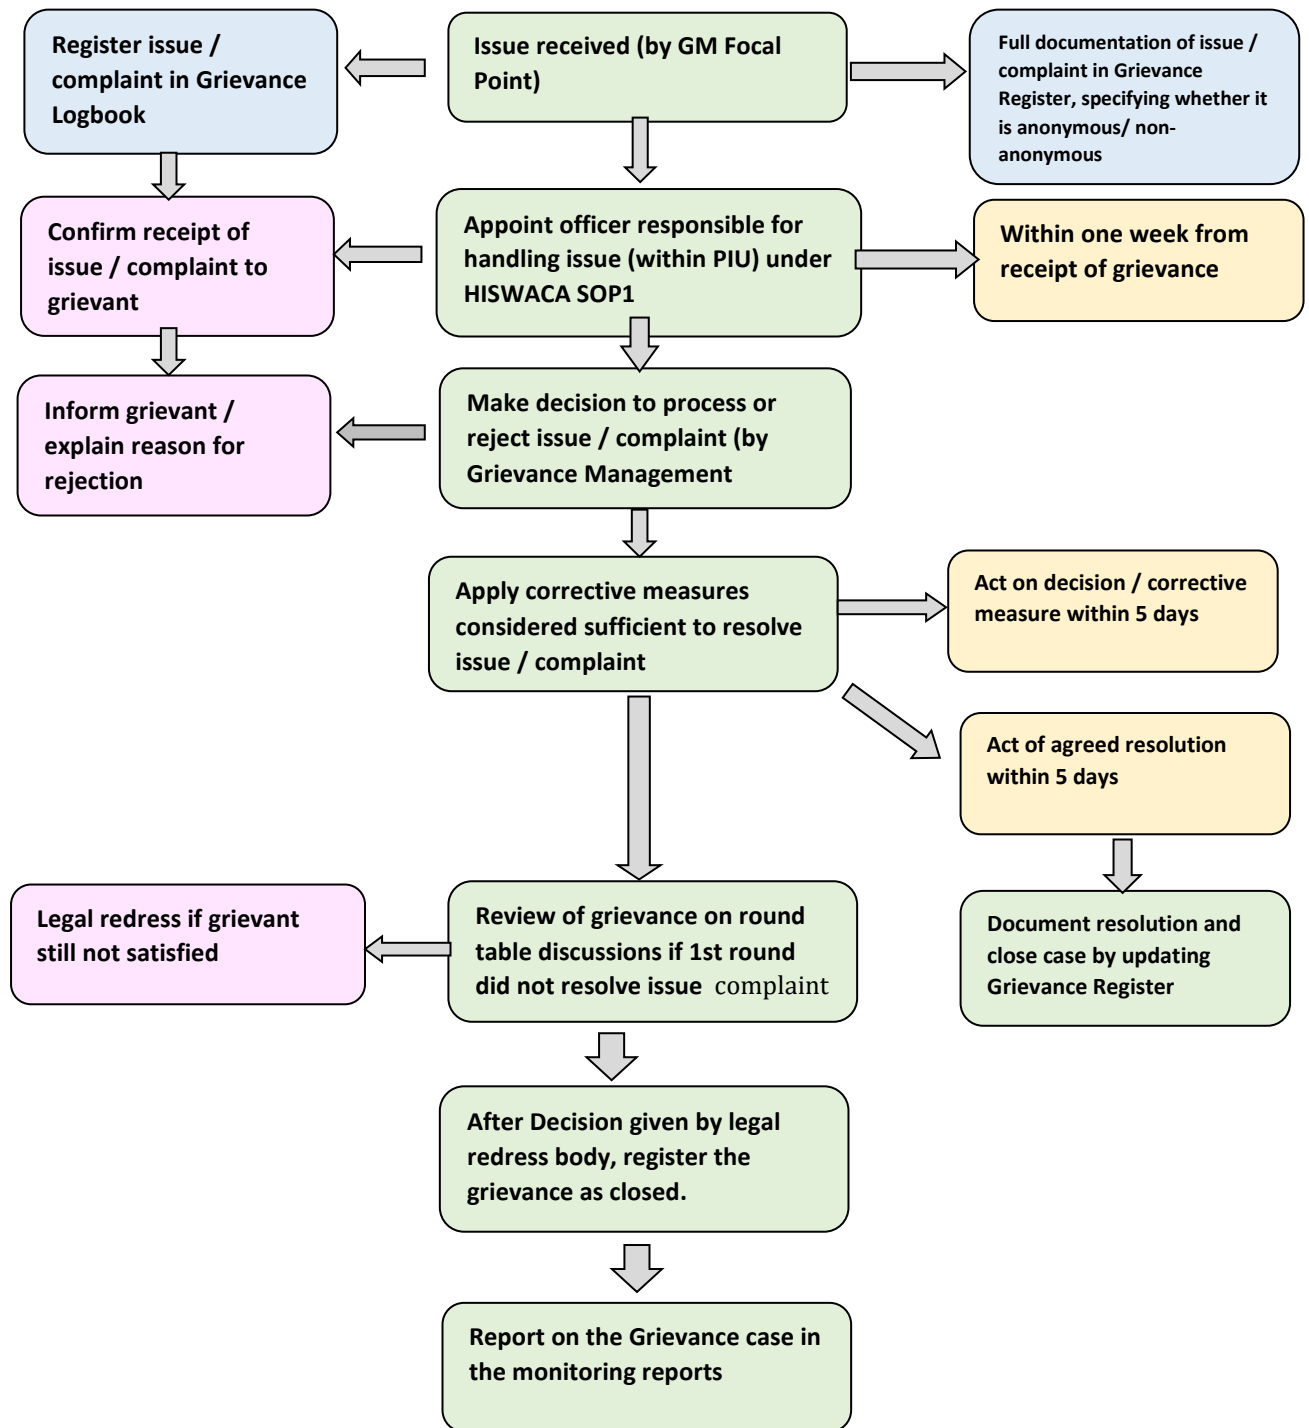 Register issue /
complaint in Grievance
Logbook
Issue received (by GM Focal
Point)
Full documentation of issue /
complaint in Grievance
Register, specifying whether it
is anonymous/ non-
anonymous
Confirm receipt of
issue / complaint to
grievant
Appoint officer responsible for
handling issue (within PIU) under
HISWACA SOP1
Within one week from
receipt of grievance
Inform grievant /
explain reason for
rejection
Make decision to process or
reject issue / complaint (by
Grievance Management
Apply corrective measures
considered sufficient to resolve
issue / complaint
Act on decision / corrective
measure within 5 days
Act of agreed resolution
within 5 days
Legal redress if grievant
still not satisfied
Review of grievance on round
table discussions if 1st round
did not resolve issue complaint
Document resolution and
close case by updating
Grievance Register
After Decision given by legal
redress body, register the
grievance as closed.
Report on the Grievance case in
the monitoring reports